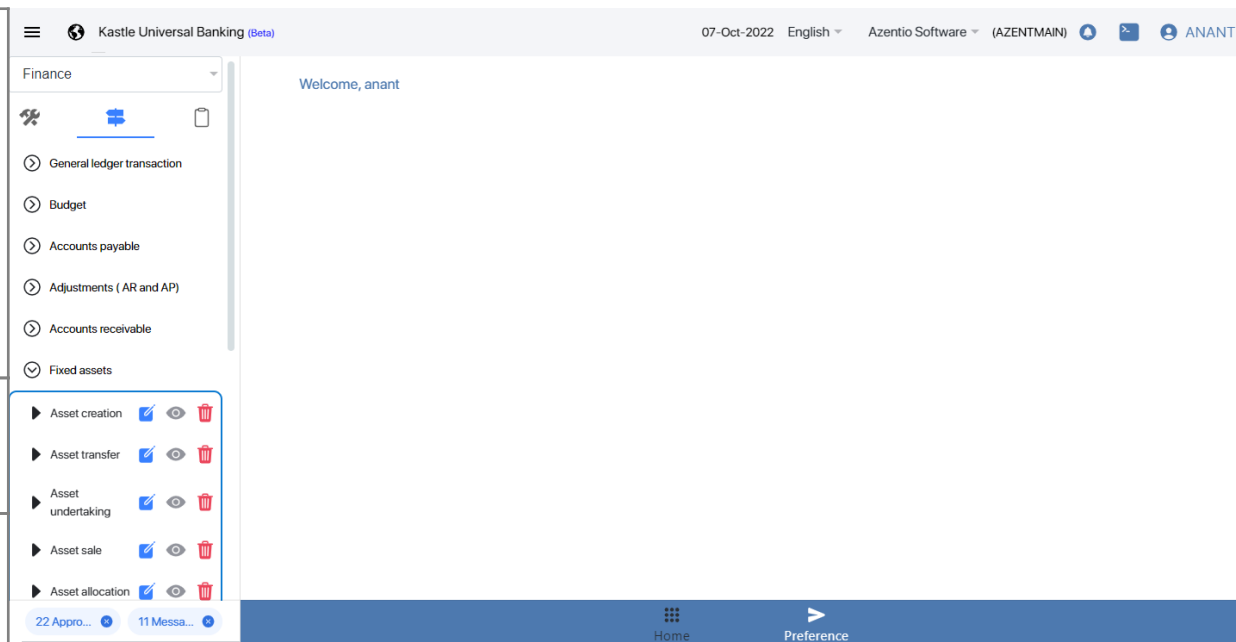 Kastle Universal Banking (Beta)
07-Oct-2022 English Azentio Software (AZENTMAIN) ANANT
Finance
Welcome, anant
General ledger transaction
Budget
Accounts payable
Adjustments ( AR and AP)
Accounts receivable
Fixed assets
Asset creation
Asset transfer
Asset
undertaking
Asset sale
Asset allocation
22 Appro... 11 Messa...
Home Preference